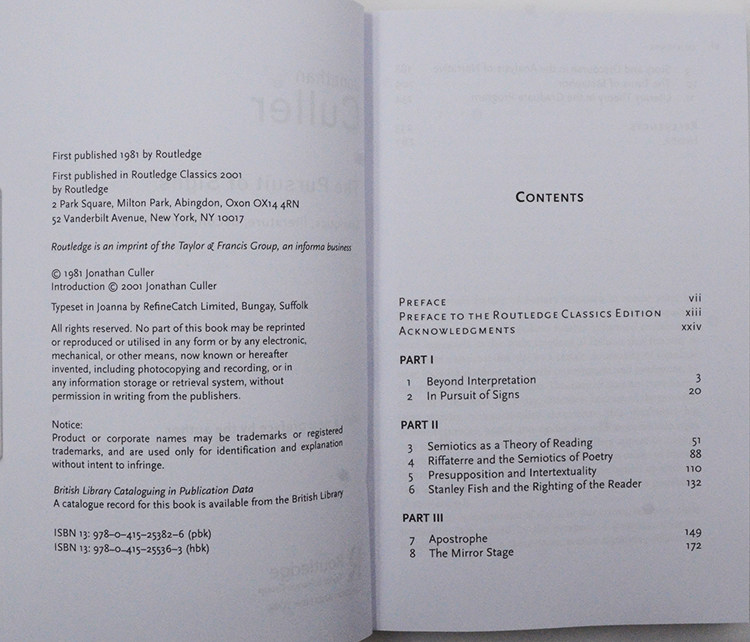 First published 1981 by Routledge
First published in Routledge Classics 2001
by Routledge
2 Park Square, Milton Park, Abingdon, Oxon OX14 4RN
52 Vanderbilt Avenue, New York, NY 10017
Routledge is an imprint of the Taylor & Francis Group, an informa business
© 1981 Jonathan Culler
Introduction © 2001 Jonathan Culler
Typeset in Joanna by RefineCatch Limited, Bungay, Suffolk
All rights reserved. No part of this book may be reprinted
or reproduced or utilised in any form or by any electronic,
mechanical, or other means, now known or hereafter
invented, including photocopying and recording, or in
any information storage or retrieval system, without
permission in writing from the publishers.
Notice:
Product or corporate names may be trademarks or registered
trademarks, and are used only for identification and explanation
without intent to infringe.
British Library Cataloguing in Publication Data
A catalogue record for this book is available from the British Library
ISBN 13: 978–0–415–25382–6 (pbk)
ISBN 13: 978–0–415–25536–3 (hbk)
CONTENTS
PREFACE vii
PREFACE TO THE ROUTLEDGE CLASSICS EDITION xiii
ACKNOWLEDGMENTS xxiv
PART I
1 Beyond Interpretation 3
2 In Pursuit of Signs 20
PART II
3 Semiotics as a Theory of Reading 51
4 Riffaterre and the Semiotics of Poetry 88
5 Presupposition and Intertextuality 110
6 Stanley Fish and the Righting of the Reader 132
PART III
7 Apostrophe 149
8 The Mirror Stage 172